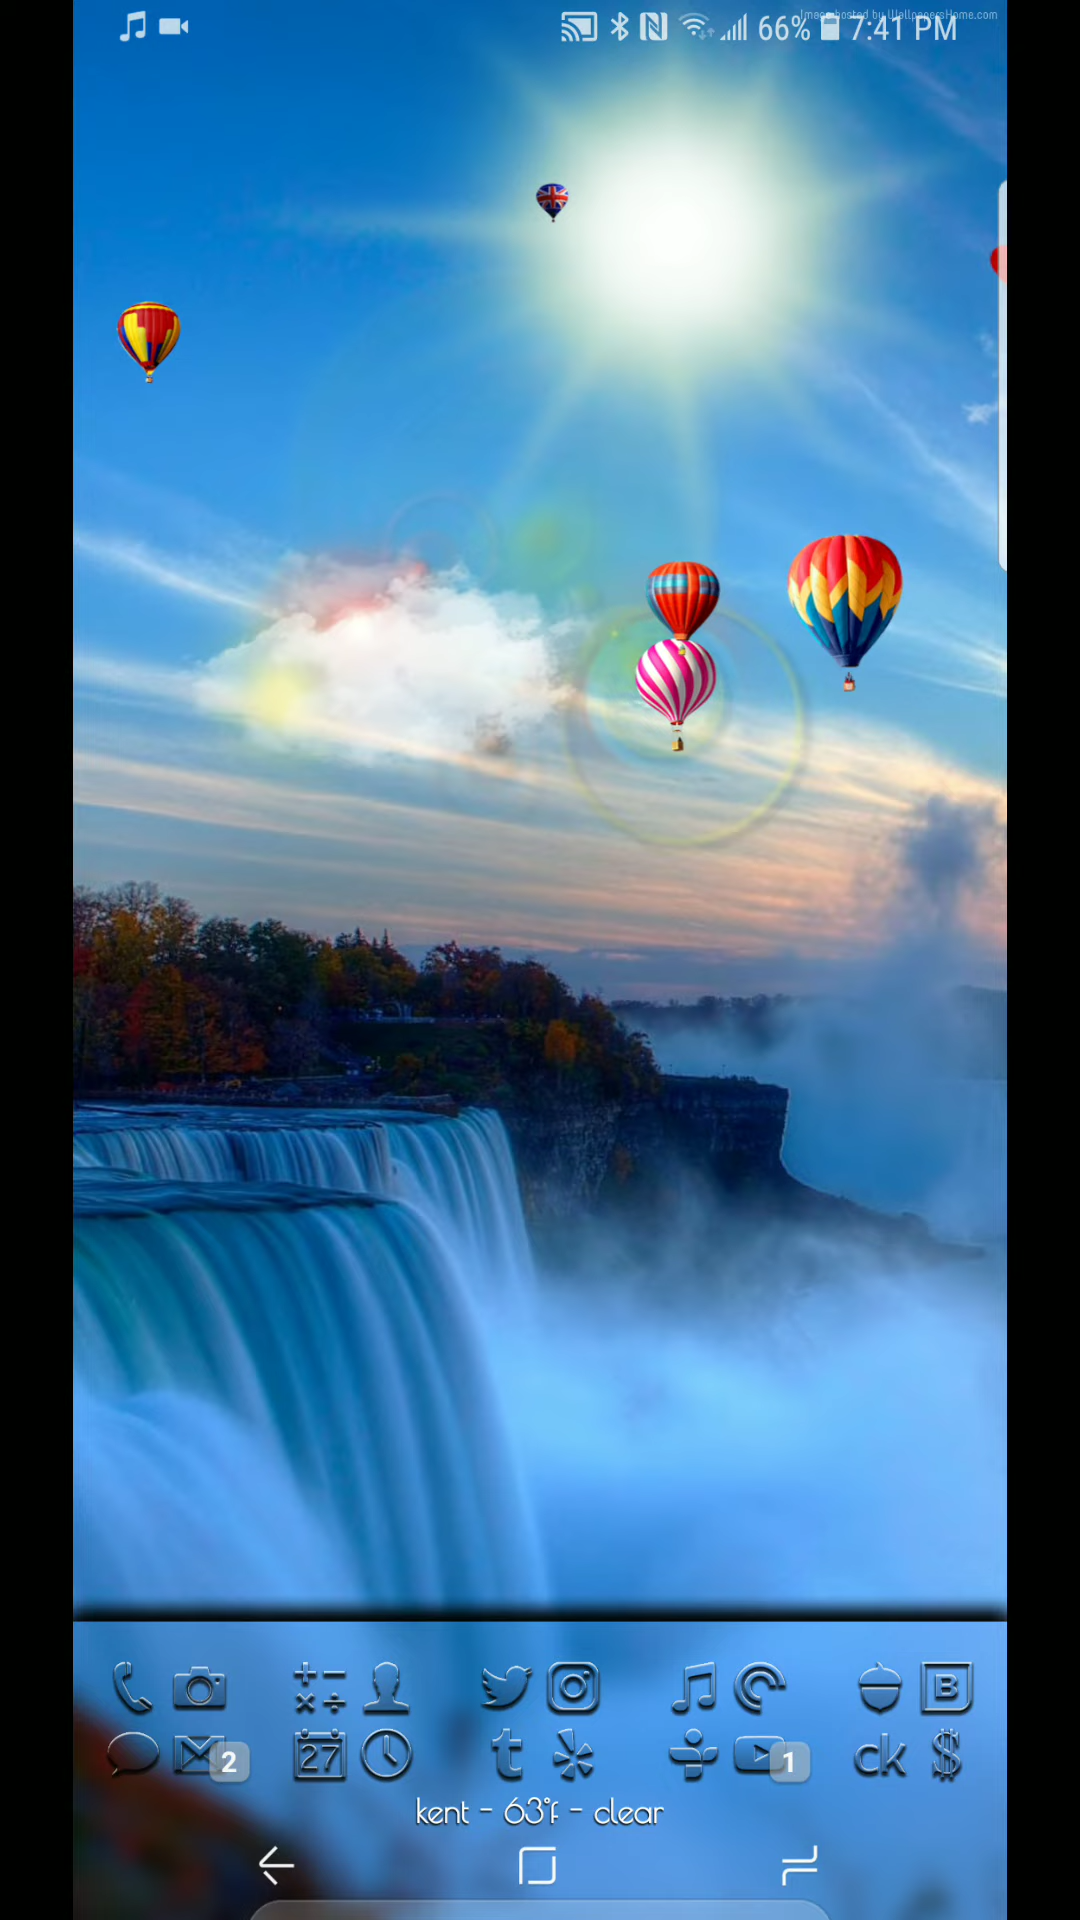 Image hosted by WallpapersHome.com
66% 7:41 PM
B
2
27
t
1
ck
$
kent - 63°f - clear